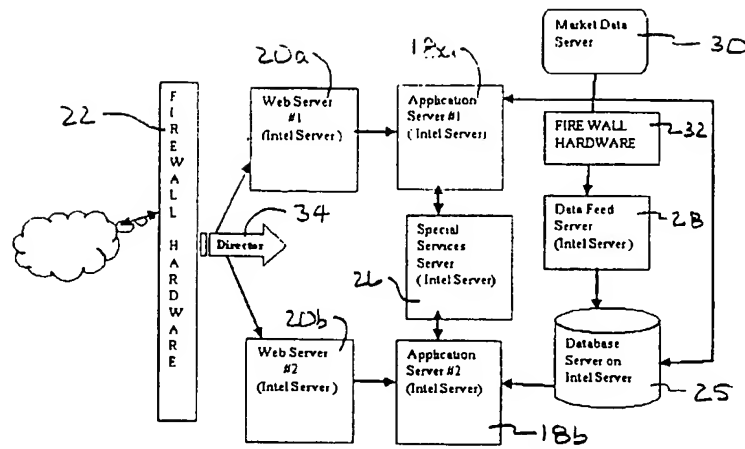 20a
18a
Market Data
Server
30
22
FIREWALL HARDWARE
Web Server
#1
(Intel Server)
Application
Server #1
( Intel Server)
FIRE WALL
HARDWARE
32
34
Director
Special
Services
Server
( Intel Server)
26
Data Feed
Server
(Intel Server)
28
20b
Web Server
#2
(Intel Server)
Application
Server #2
(Intel Server)
Database
Server on
Intel Server
25
18b